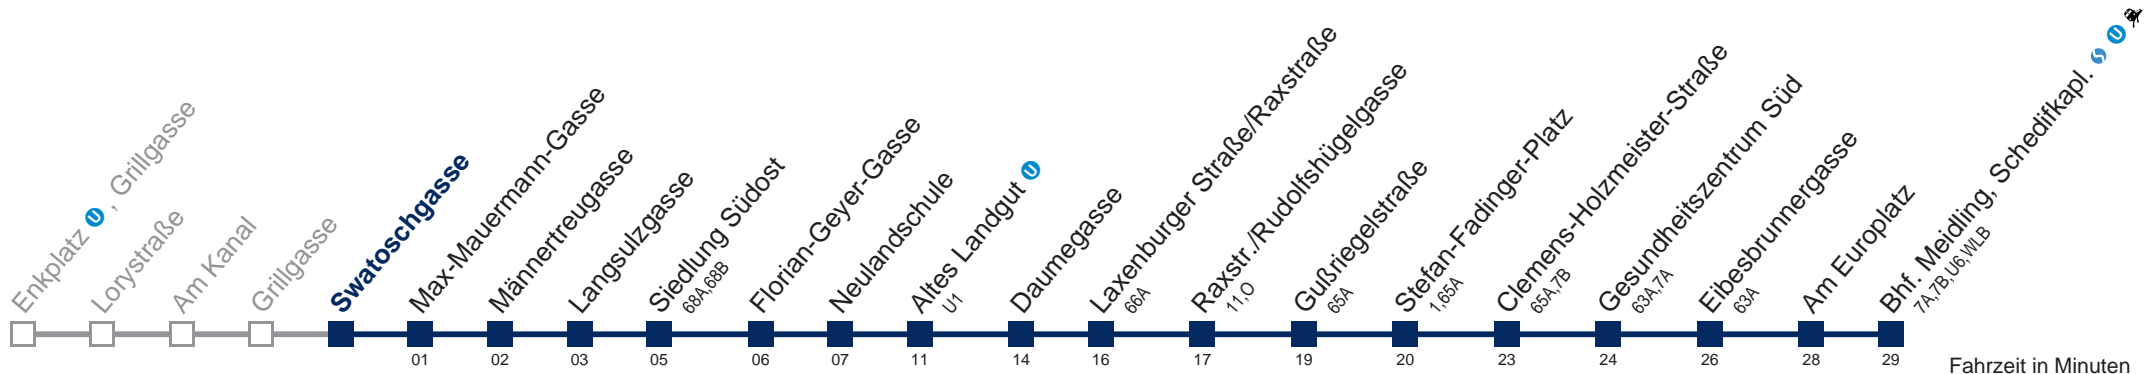 Enkplatz U , Grillgasse
Lorystraße
Am Kanal
Grillgasse
Swatoschgasse
Max-Mauermann-Gasse
01
Männertreugasse
02
Langsulzgasse
03
Siedlung Südost
68A,68B
05
Florian-Geyer-Gasse
06
Neulandschule
07
Altes Landgut U
U1
11
Daumegasse
14
Laxenburger Straße/Raxstraße
66A
16
Raxstr./Rudolfshügelgasse
11,O
17
Gußriegelstraße
65A
19
Stefan-Fadinger-Platz
1,65A
20
Clemens-Holzmeister-Straße
65A,7B
23
Gesundheitszentrum Süd
63A,7A
24
Eibesbrunnergasse
63A
26
Am Europlatz
28
Bhf. Meidling, Schedifkapl. S U
7A,7B,U6,WLB
29
Fahrzeit in Minuten